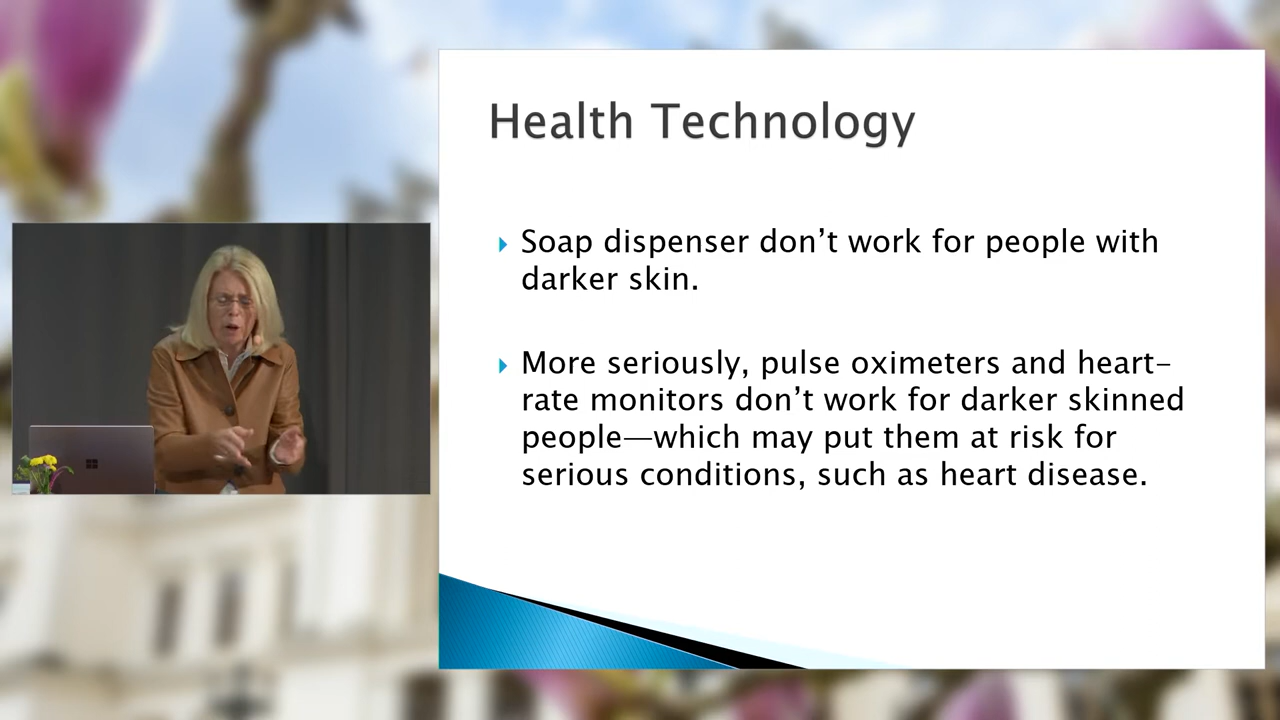 Health Technology
Soap dispenser don’t work for people with
darker skin.
More seriously, pulse oximeters and heart-
rate monitors don’t work for darker skinned
people—which may put them at risk for
serious conditions, such as heart disease.